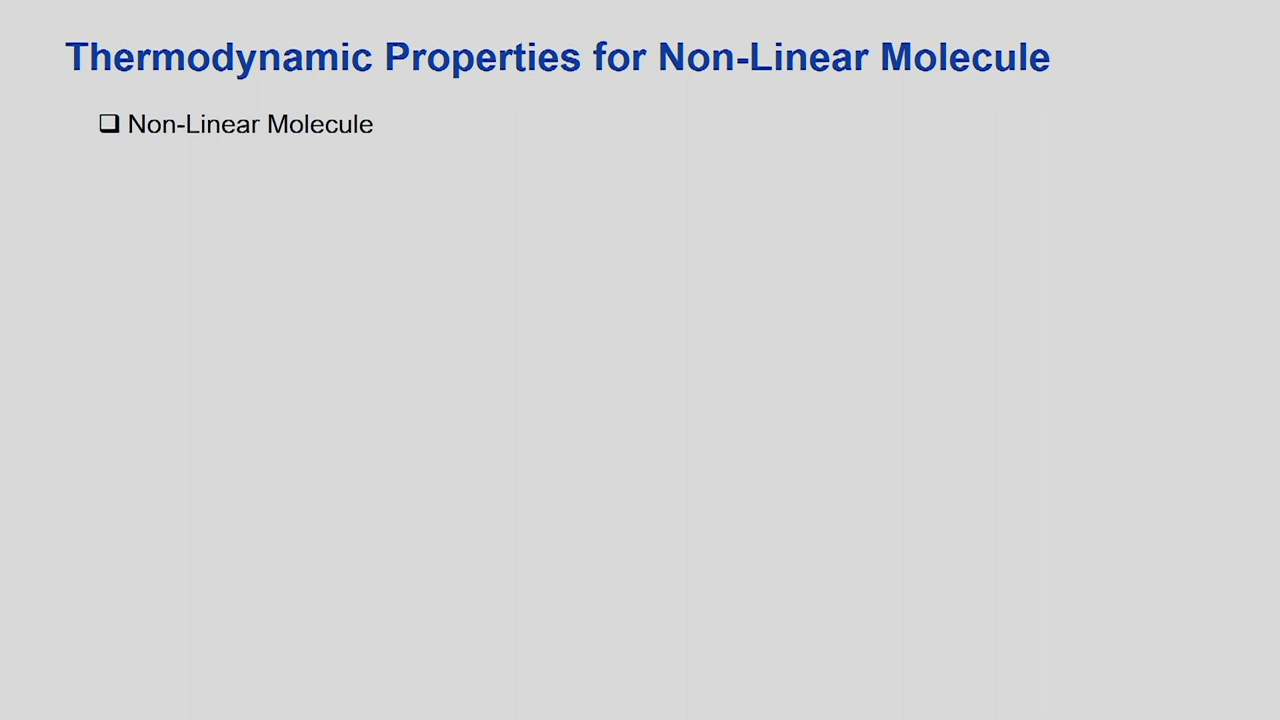 Thermodynamic Properties for Non-Linear Molecule
❑ Non-Linear Molecule